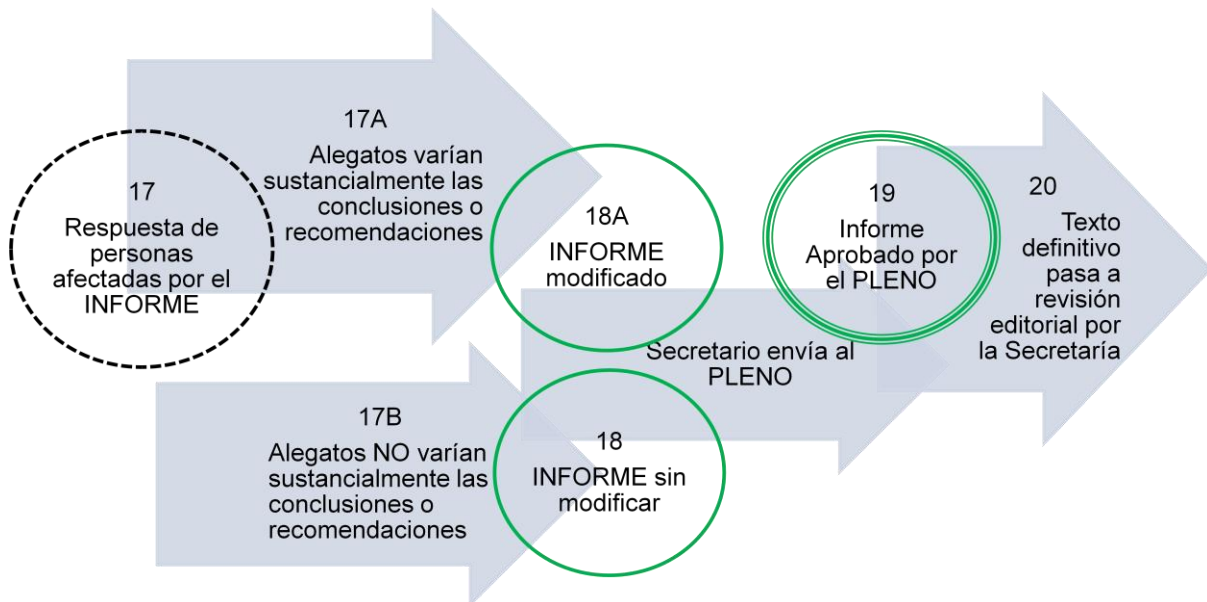 17
Respuesta de
personas
afectadas por el
INFORME
17A
Alegatos varían
sustancialmente las
conclusiones o
recomendaciones
17B
Alegatos NO varían
sustancialmente las
conclusiones o
recomendaciones
18A
INFORME
modificado
18
INFORME sin
modificar
Secretario envía al
PLENO
19
Informe
Aprobado por
el PLENO
20
Texto
definitivo
pasa a
revisión
editorial por
la Secretaría